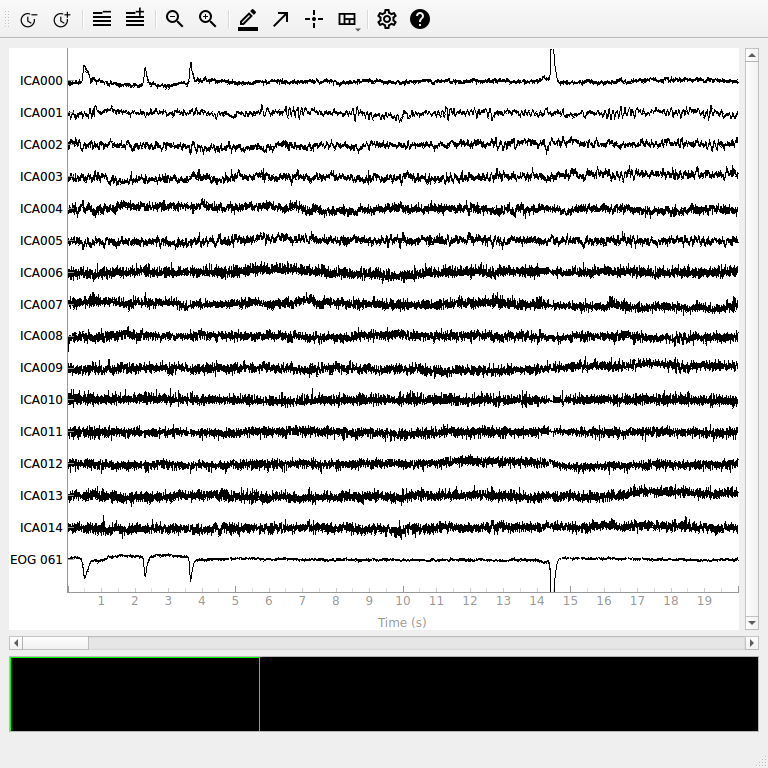 ICA000
ICA001
ICA002
ICA003
ICA004
ICA005
ICA006
ICA007
ICA008
ICA009
ICA010
ICA011
ICA012
ICA013
ICA014
EOG 061
1 2 3 4 5 6 7 8 9 10 11 12 13 14 15 16 17 18 19
Time (s)